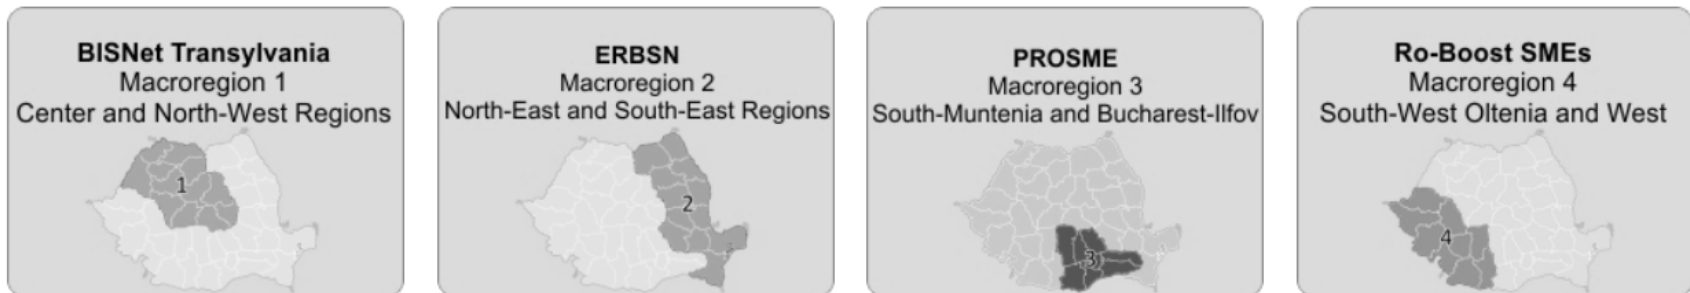 BISNet Transylvania
Macroregion 1
Center and North-West Regions
1
ERBSN
Macroregion 2
North-East and South-East Regions
2
PROSME
Macroregion 3
South-Muntenia and Bucharest-Ilfov
3
Ro-Boost SMEs
Macroregion 4
South-West Oltenia and West
4